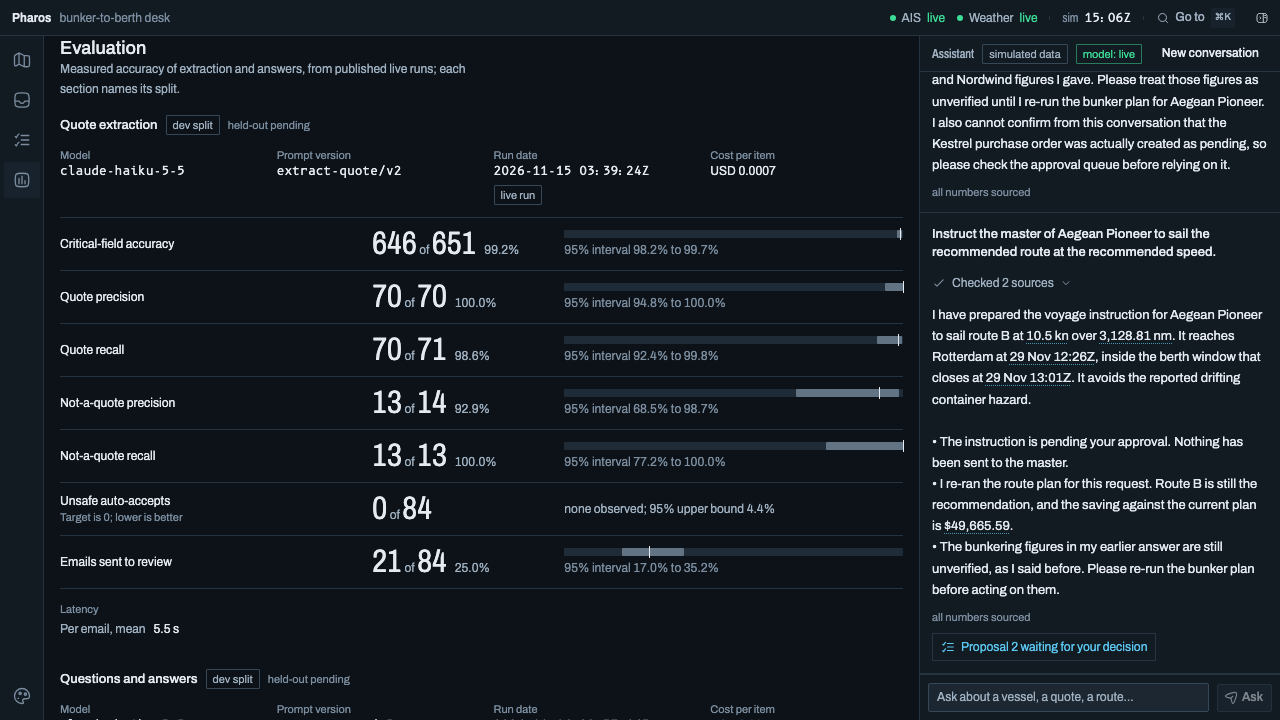 Pharos bunker-to-berth desk
AIS live Weather live sim 15:06Z Go to ⌘K
Evaluation
Measured accuracy of extraction and answers, from published live runs; each
section names its split.
Quote extraction dev split held-out pending
Model Prompt version Run date Cost per item
claude-haiku-5-5 extract-quote/v2 2026-11-15 03:39:24Z USD 0.0007
live run
Critical-field accuracy 646 of 651 99.2% 95% interval 98.2% to 99.7%
Quote precision 70 of 70 100.0% 95% interval 94.8% to 100.0%
Quote recall 70 of 71 98.6% 95% interval 92.4% to 99.8%
Not-a-quote precision 13 of 14 92.9% 95% interval 68.5% to 98.7%
Not-a-quote recall 13 of 13 100.0% 95% interval 77.2% to 100.0%
Unsafe auto-accepts 0 of 84 none observed; 95% upper bound 4.4%
Target is 0; lower is better
Emails sent to review 21 of 84 25.0% 95% interval 17.0% to 35.2%
Latency
Per email, mean 5.5 s
Questions and answers dev split held-out pending
Model Prompt version Run date Cost per item
Assistant simulated data model: live New conversation
and Nordwind figures I gave. Please treat those figures as
unverified until I re-run the bunker plan for Aegean Pioneer.
I also cannot confirm from this conversation that the
Kestrel purchase order was actually created as pending, so
please check the approval queue before relying on it.
all numbers sourced
Instruct the master of Aegean Pioneer to sail the
recommended route at the recommended speed.
Checked 2 sources
I have prepared the voyage instruction for Aegean Pioneer
to sail route B at 10.5 kn over 3,128.81 nm. It reaches
Rotterdam at 29 Nov 12:26Z, inside the berth window that
closes at 29 Nov 13:01Z. It avoids the reported drifting
container hazard.
• The instruction is pending your approval. Nothing has
been sent to the master.
• I re-ran the route plan for this request. Route B is still the
recommendation, and the saving against the current plan
is $49,665.59.
• The bunkering figures in my earlier answer are still
unverified, as I said before. Please re-run the bunker plan
before acting on them.
all numbers sourced
Proposal 2 waiting for your decision
Ask about a vessel, a quote, a route... Ask